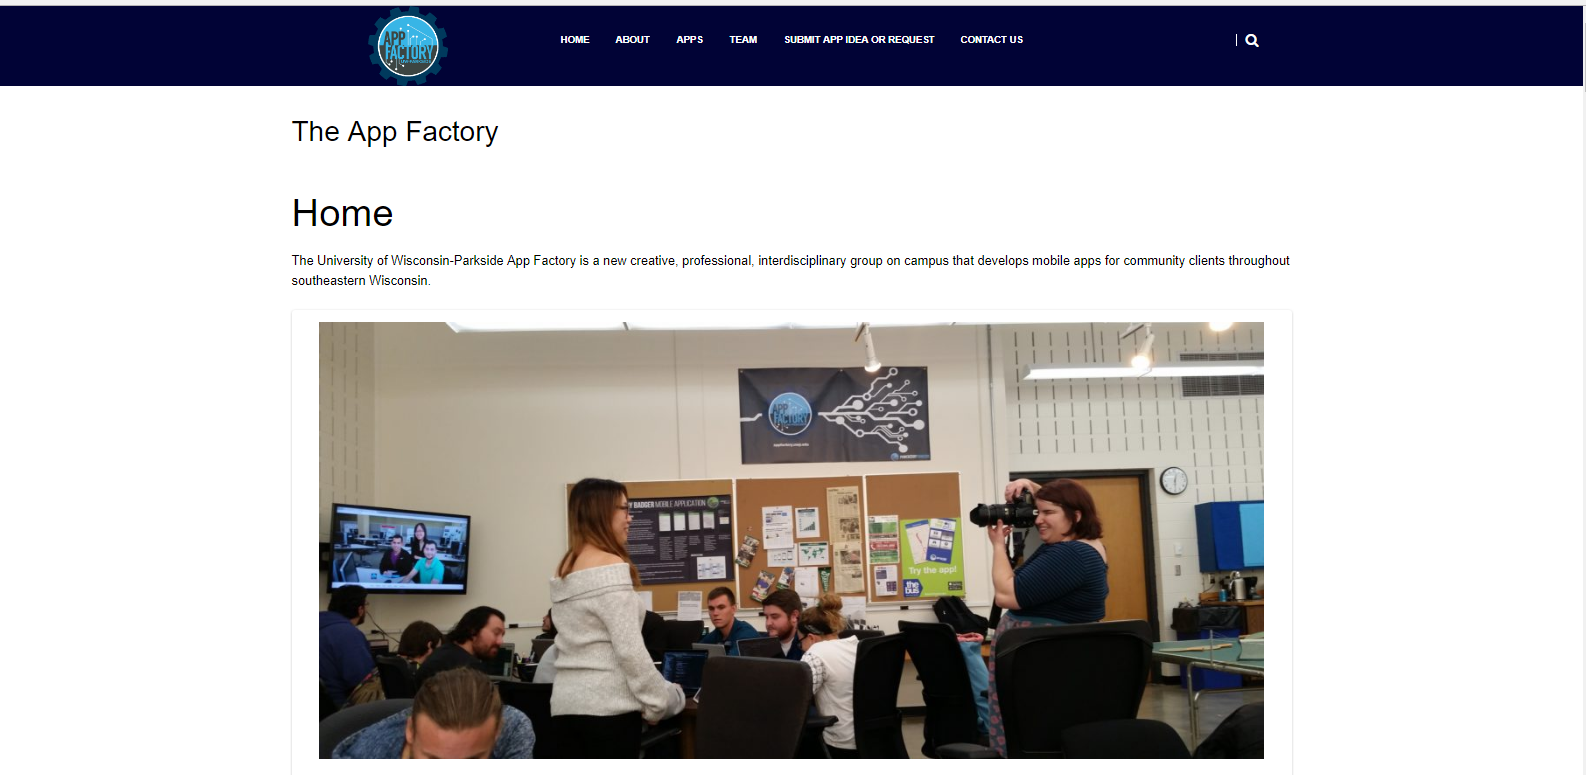 APP
FACTORY
HOME ABOUT APPS TEAM SUBMIT APP IDEA OR REQUEST CONTACT US
The App Factory
Home
The University of Wisconsin-Parkside App Factory is a new creative, professional, interdisciplinary group on campus that develops mobile apps for community clients throughout
southeastern Wisconsin.
APP
FACTORY
BADGER MOBILE APPLICATION
Try the app!
the
bus